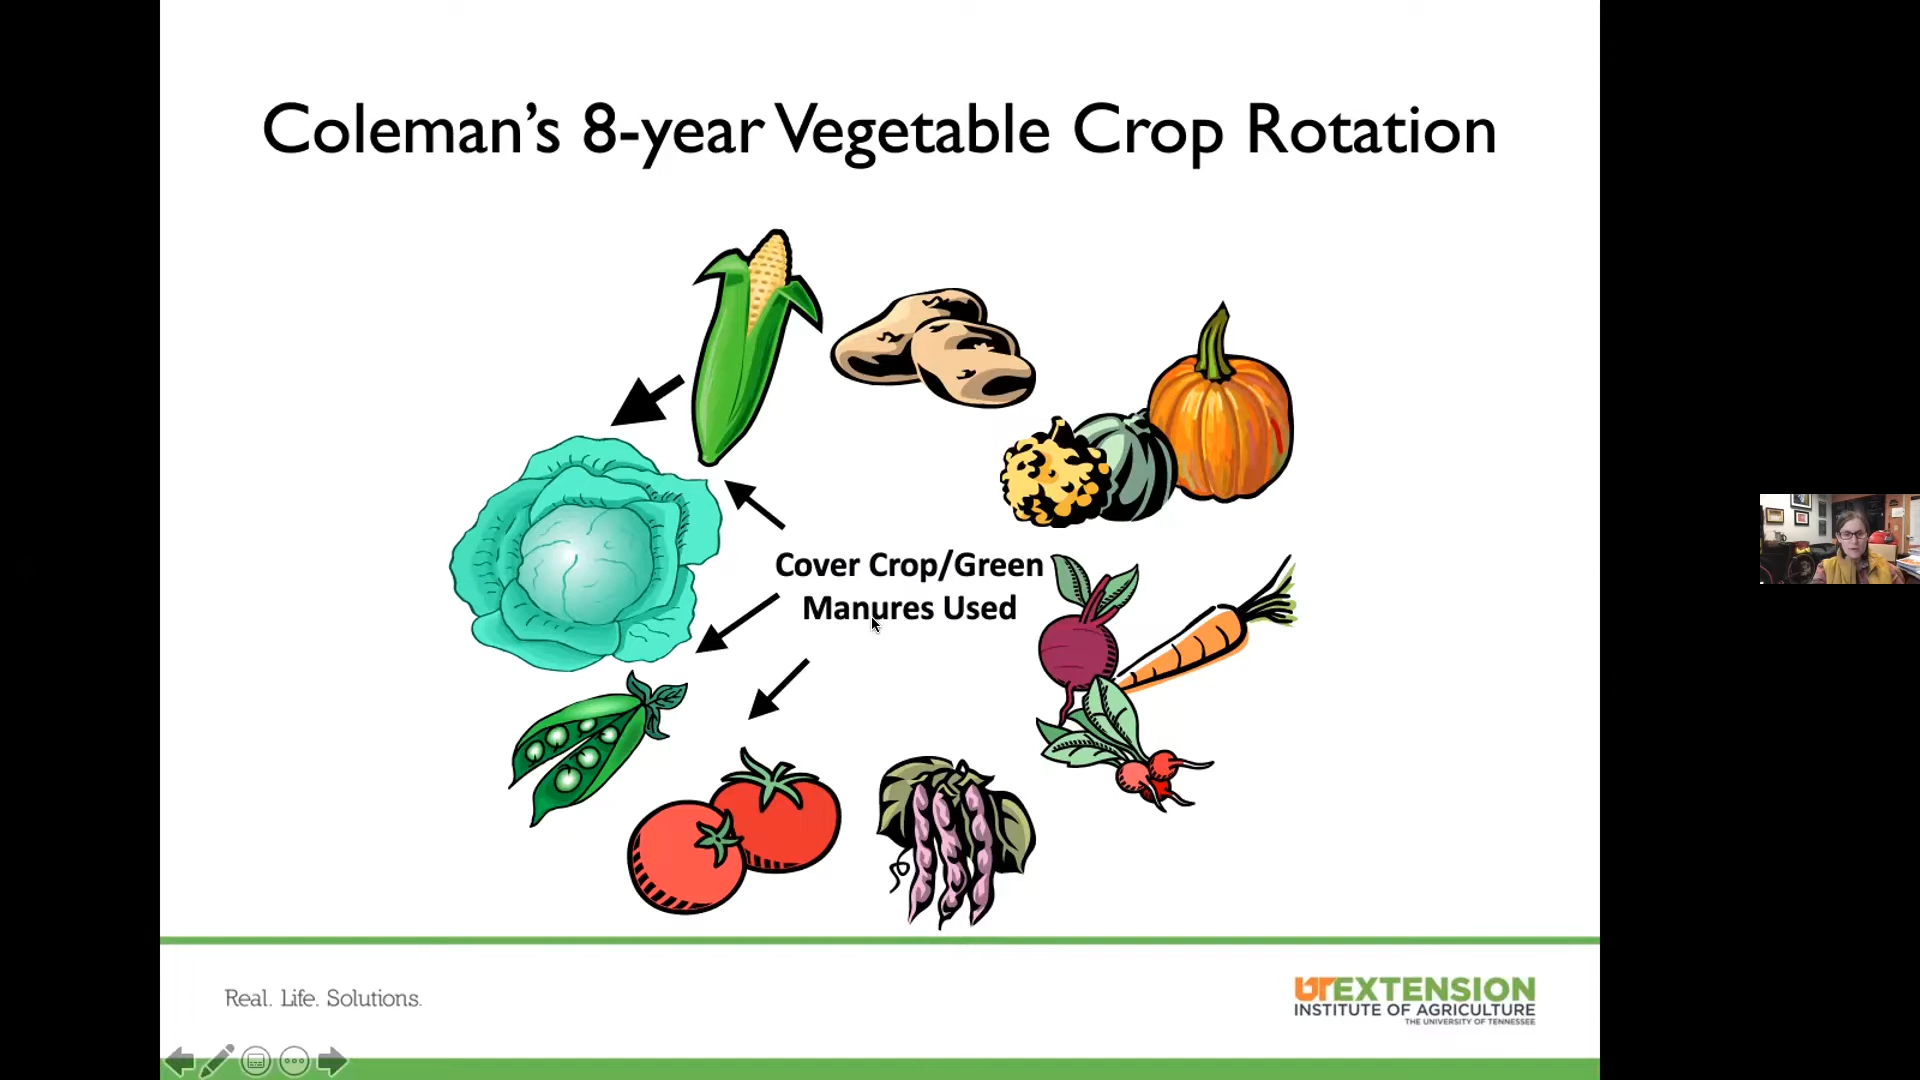 Coleman’s 8-year Vegetable Crop Rotation
Cover Crop/Green
Manures Used
Real. Life. Solutions.
UTEXTENSION
INSTITUTE OF AGRICULTURE
THE UNIVERSITY OF TENNESSEE